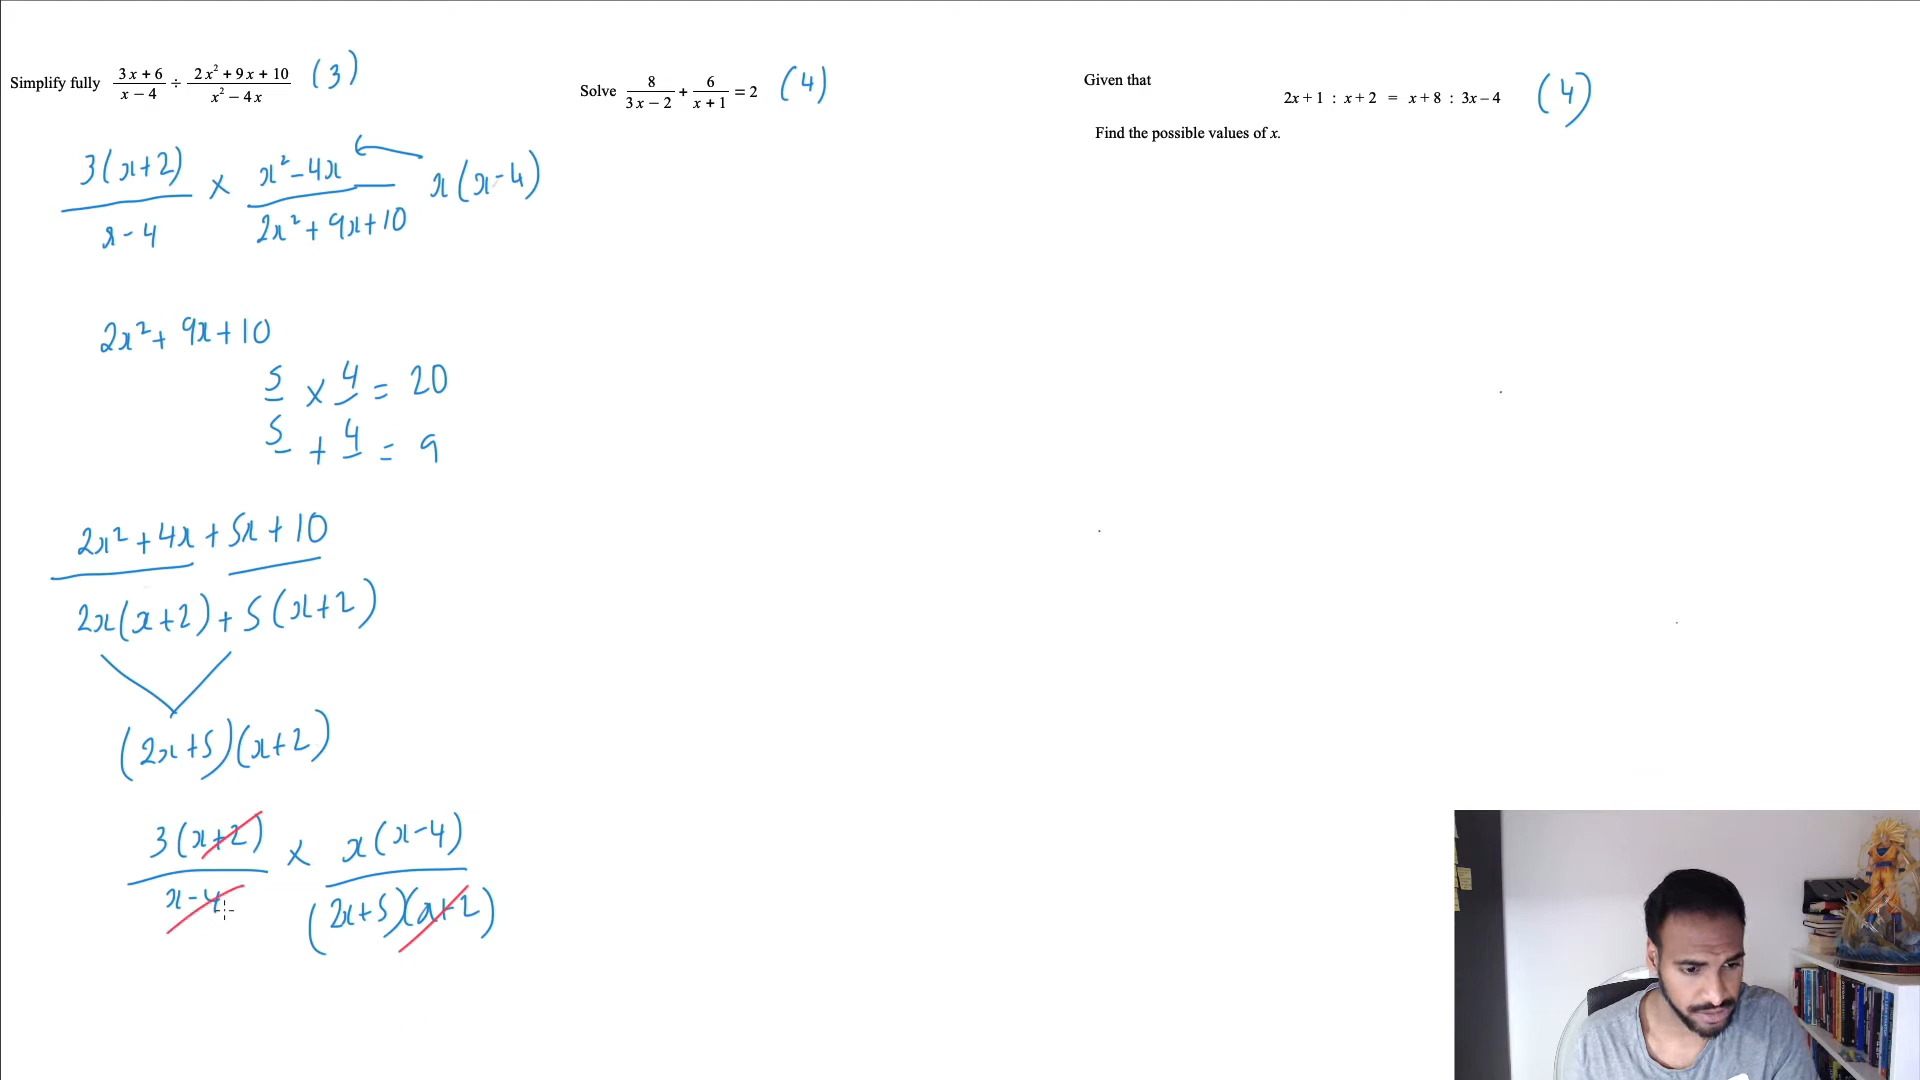 Simplify fully (3x + 6)/(x − 4) ÷ (2x² + 9x + 10)/(x² − 4x) (3)
3(x+2)/(x-4) × (x²-4x)/(2x²+9x+10) x(x-4)
2x²+9x+10
5 × 4 = 20
5 + 4 = 9
2x²+4x+5x+10
2x(x+2)+5(x+2)
(2x+5)(x+2)
3(x+2)/(x-4) × x(x-4)/(2x+5)(x+2)
Solve 8/(3x − 2) + 6/(x + 1) = 2 (4)
Given that
2x + 1 : x + 2 = x + 8 : 3x – 4 (4)
Find the possible values of x.